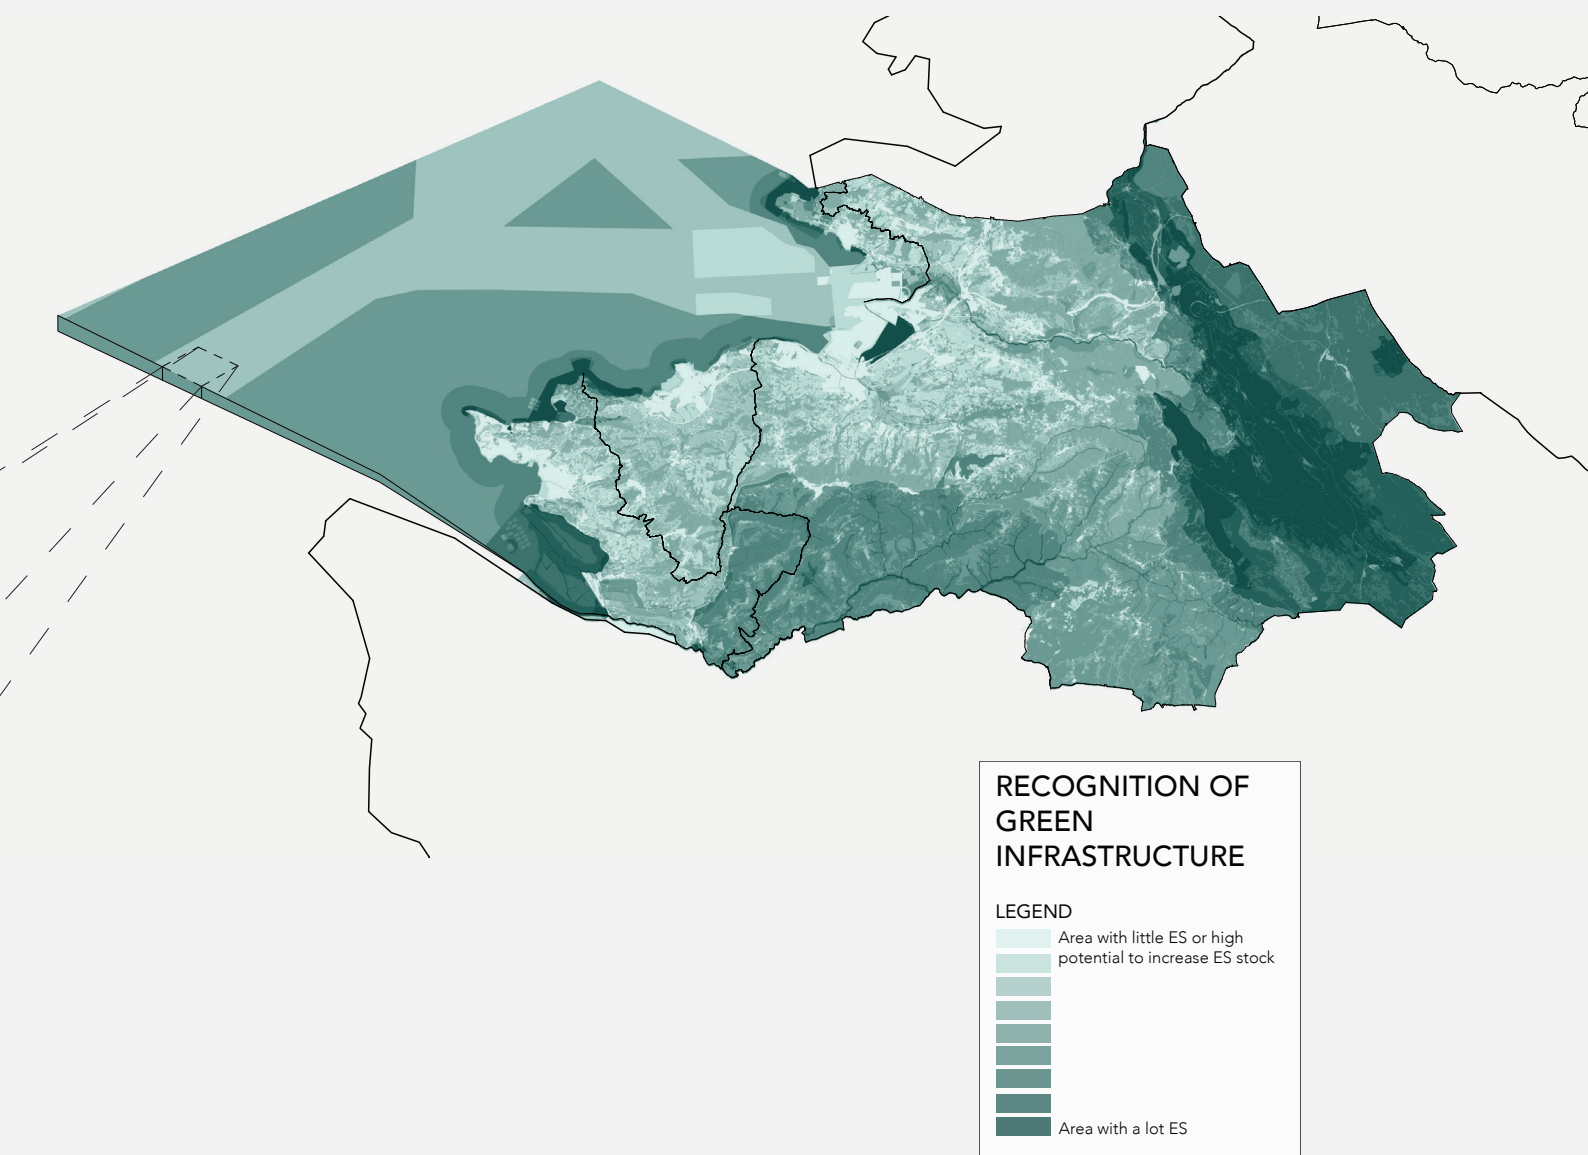 RECOGNITION OF
GREEN
INFRASTRUCTURE
LEGEND
Area with little ES or high
potential to increase ES stock
Area with a lot ES